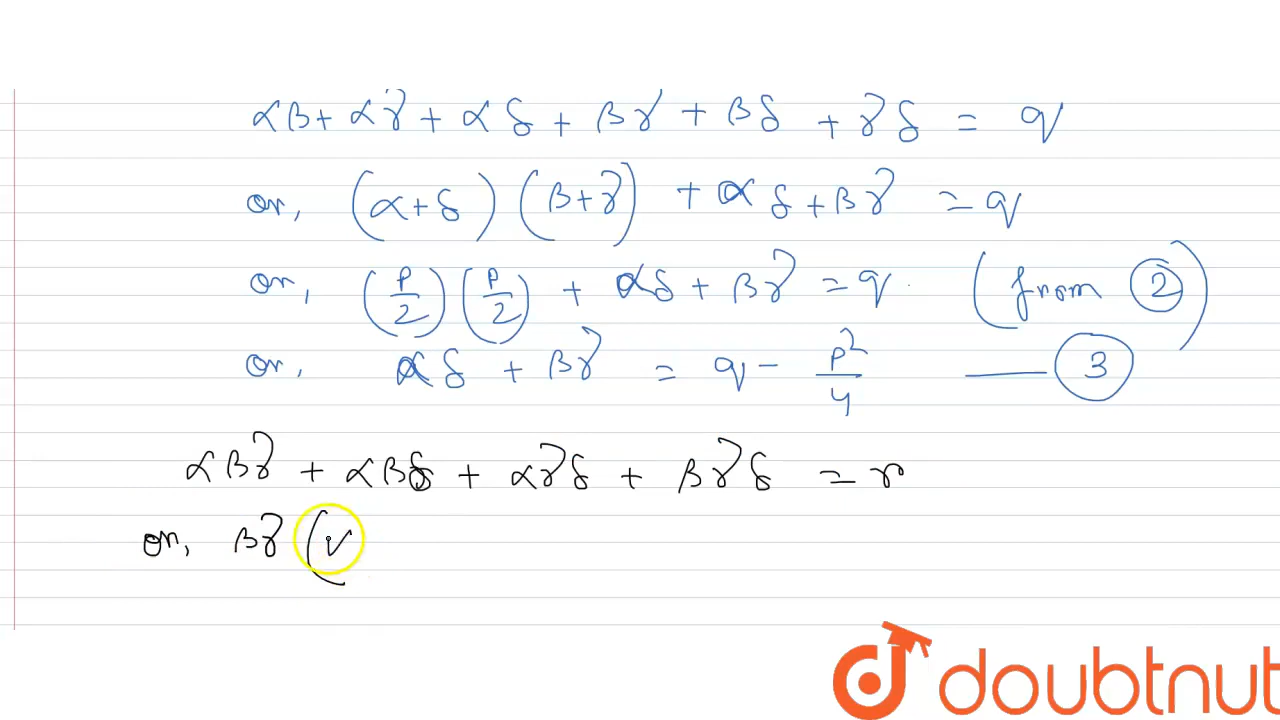 αβ + αγ + αδ + βγ + βδ + γδ = q
or, (α+δ) (β+γ) + αδ + βγ = q
or, (p/2) (p/2) + αδ + βγ = q (from ②)
or, αδ + βγ = q - p²/4 —— ③
αβγ + αβδ + αγδ + βγδ = r
or, βγ (
doubtnut